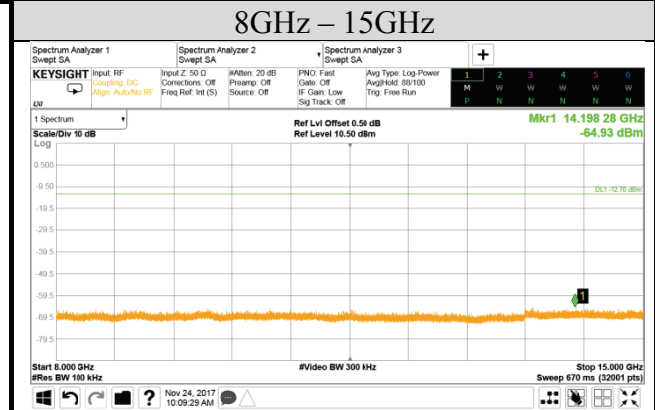 8GHz – 15GHz
Spectrum Analyzer 1
Swept SA
Spectrum Analyzer 2
Swept SA
Spectrum Analyzer 3
Swept SA
+
KEYSIGHT
LXI
Input: RF
Coupling: DC
Align: Auto/No RF
Input Z: 50 Ω
Corrections: Off
Freq Ref: Int (S)
#Atten: 20 dB
Preamp: Off
Source: Off
PNO: Fast
Gate: Off
IF Gain: Low
Sig Track: Off
Avg Type: Log-Power
Avg|Hold: 88/100
Trig: Free Run
1 2 3 4 5 6
M W W W W W
P N N N N N
1 Spectrum
Scale/Div 10 dB
Ref Lvl Offset 0.50 dB
Ref Level 10.50 dBm
Mkr1 14.198 28 GHz
-64.93 dBm
Log
0.500
-9.50
DL1 -12.70 dBm
-19.5
-29.5
-39.5
-49.5
-59.5
1
-69.5
-79.5
Start 8.000 GHz
#Res BW 100 kHz
#Video BW 300 kHz
Stop 15.000 GHz
Sweep 670 ms (32001 pts)
?
Nov 24, 2017
10:09:29 AM